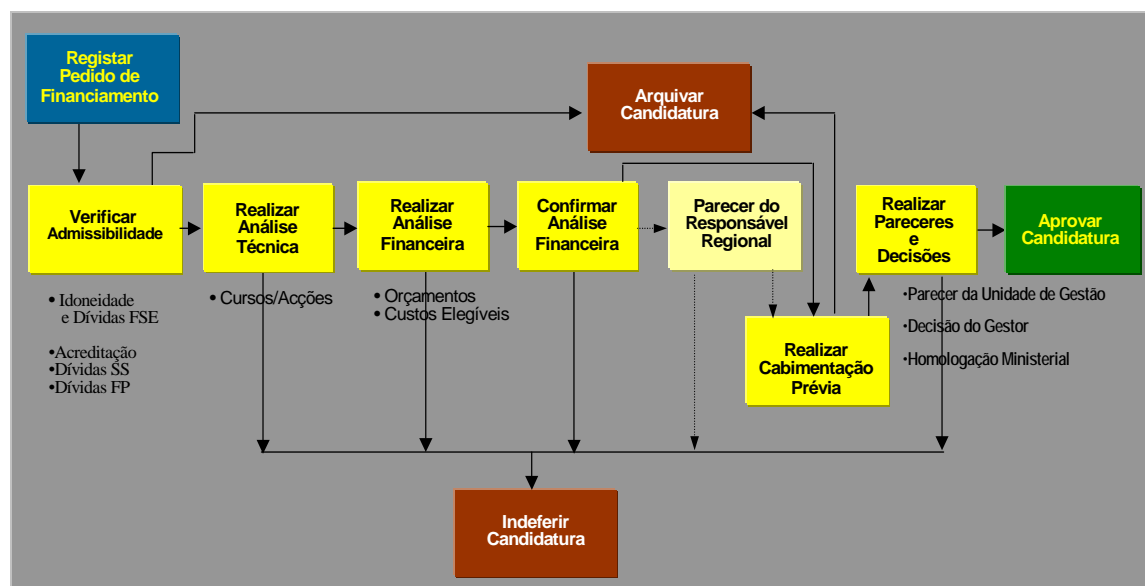 Registar
Pedido de
Financiamento
Arquivar
Candidatura
Verificar
Admissibilidade
Realizar
Análise
Técnica
Realizar
Análise
Financeira
Confirmar
Análise
Financeira
Parecer do
Responsável
Regional
Realizar
Pareceres
e
Decisões
Aprovar
Candidatura
• Idoneidade
e Dívidas FSE
•Acreditação
•Dívidas SS
•Dívidas FP
• Cursos/Acções
• Orçamentos
• Custos Elegíveis
Realizar
Cabimentação
Prévia
•Parecer da Unidade de Gestão
•Decisão do Gestor
•Homologação Ministerial
Indeferir
Candidatura